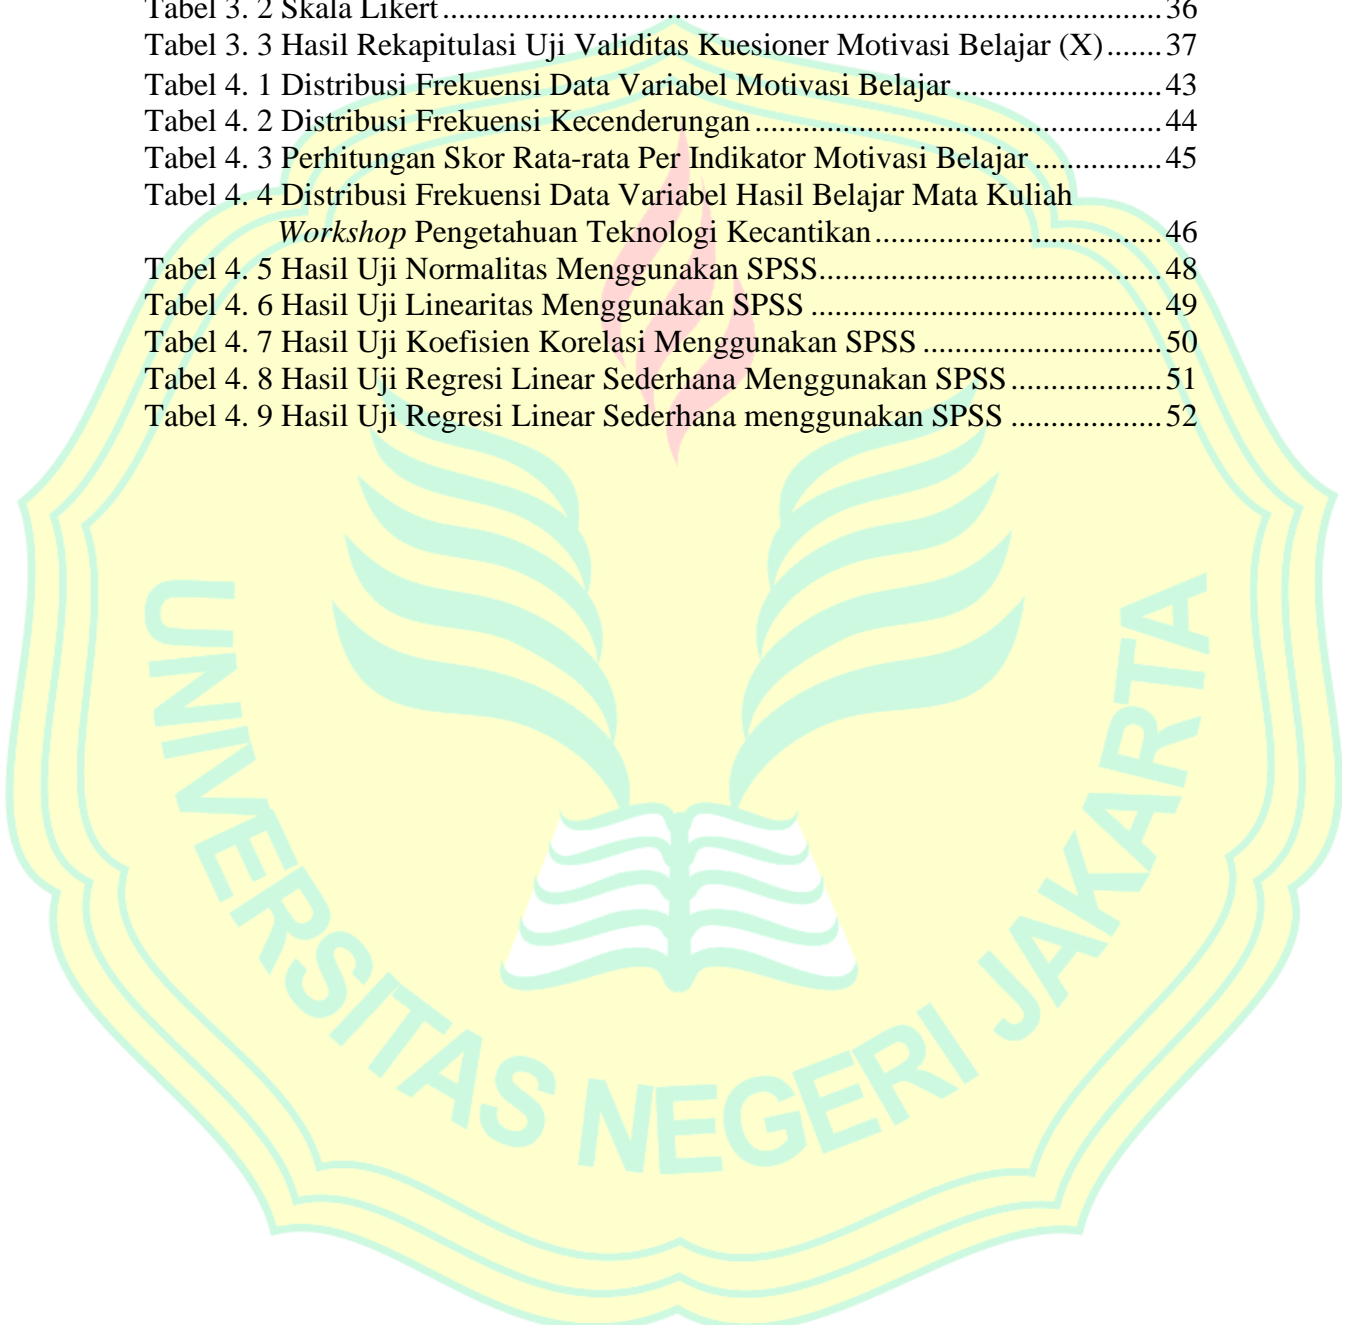 Tabel 3. 2 Skala Likert........................................................................................36
Tabel 3. 3 Hasil Rekapitulasi Uji Validitas Kuesioner Motivasi Belajar (X).......37
Tabel 4. 1 Distribusi Frekuensi Data Variabel Motivasi Belajar.........................43
Tabel 4. 2 Distribusi Frekuensi Kecenderungan..................................................44
Tabel 4. 3 Perhitungan Skor Rata-rata Per Indikator Motivasi Belajar...............45
Tabel 4. 4 Distribusi Frekuensi Data Variabel Hasil Belajar Mata Kuliah
Workshop Pengetahuan Teknologi Kecantikan...................................46
Tabel 4. 5 Hasil Uji Normalitas Menggunakan SPSS..........................................48
Tabel 4. 6 Hasil Uji Linearitas Menggunakan SPSS...........................................49
Tabel 4. 7 Hasil Uji Koefisien Korelasi Menggunakan SPSS.............................50
Tabel 4. 8 Hasil Uji Regresi Linear Sederhana Menggunakan SPSS..................51
Tabel 4. 9 Hasil Uji Regresi Linear Sederhana menggunakan SPSS..................52
UNIVERSITAS NEGERI JAKARTA